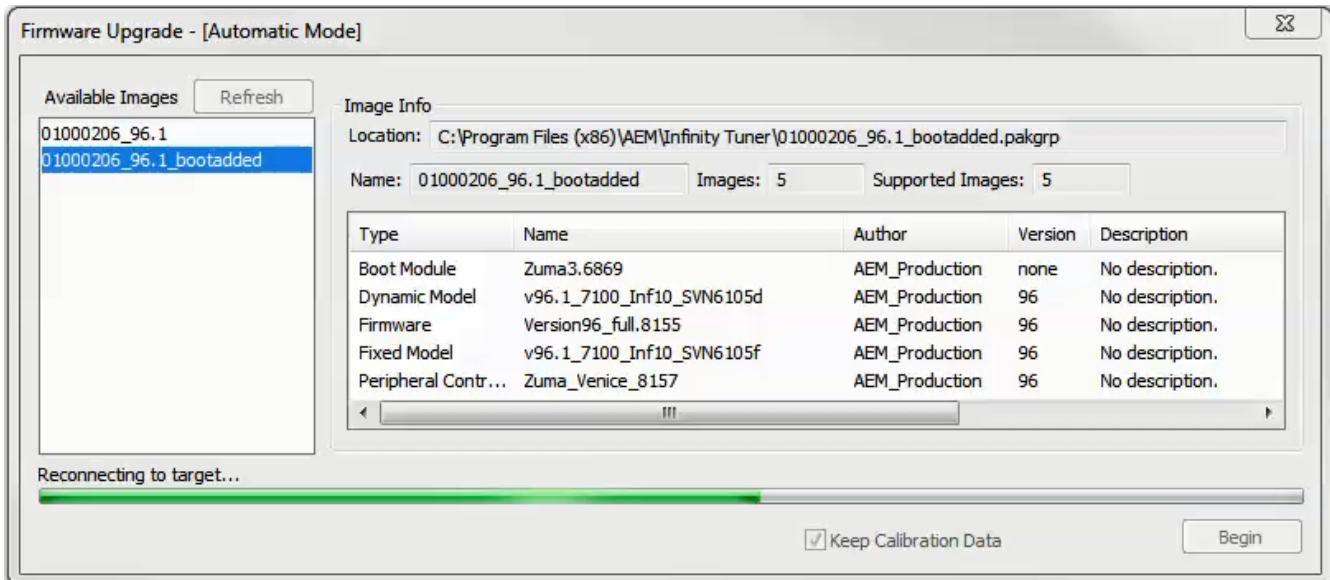 Firmware Upgrade - [Automatic Mode]
Available Images Refresh
01000206_96.1
01000206_96.1_bootadded
Image Info
Location: C:\Program Files (x86)\AEM\Infinity Tuner\01000206_96.1_bootadded.pakgrp
Name: 01000206_96.1_bootadded Images: 5 Supported Images: 5
Type Name Author Version Description
Boot Module Zuma3.6869 AEM_Production none No description.
Dynamic Model v96.1_7100_Inf10_SVN6105d AEM_Production 96 No description.
Firmware Version96_full.8155 AEM_Production 96 No description.
Fixed Model v96.1_7100_Inf10_SVN6105f AEM_Production 96 No description.
Peripheral Contr... Zuma_Venice_8157 AEM_Production 96 No description.
Reconnecting to target...
Keep Calibration Data Begin